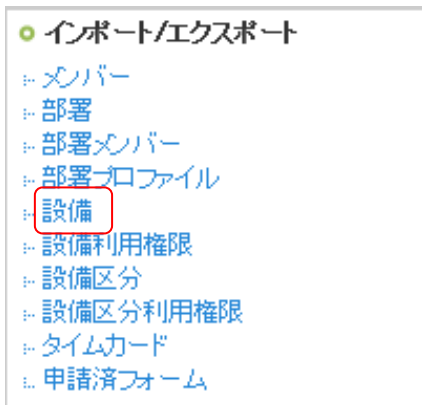 インポート/エクスポート
メンバー
部署
部署メンバー
部署プロファイル
設備
設備利用権限
設備区分
設備区分利用権限
タイムカード
申請済フォーム